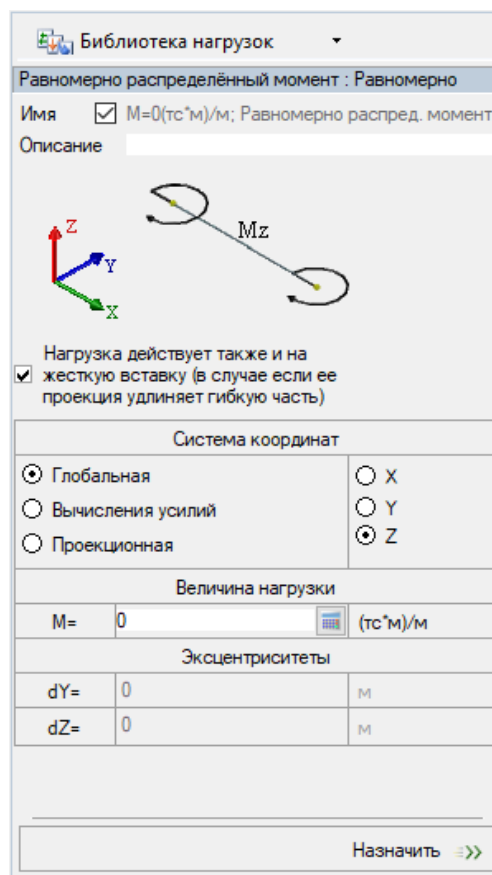 Библиотека нагрузок
Равномерно распределённый момент : Равномерно
Имя M=0(тс*м)/м; Равномерно распред. момент
Описание
Mz
Z
Y
X
Нагрузка действует также и на
жесткую вставку (в случае если ее
проекция удлиняет гибкую часть)
Система координат
Глобальная X
Вычисления усилий Y
Проекционная Z
Величина нагрузки
M= 0 (тс*м)/м
Эксцентриситеты
dY= 0 м
dZ= 0 м
Назначить